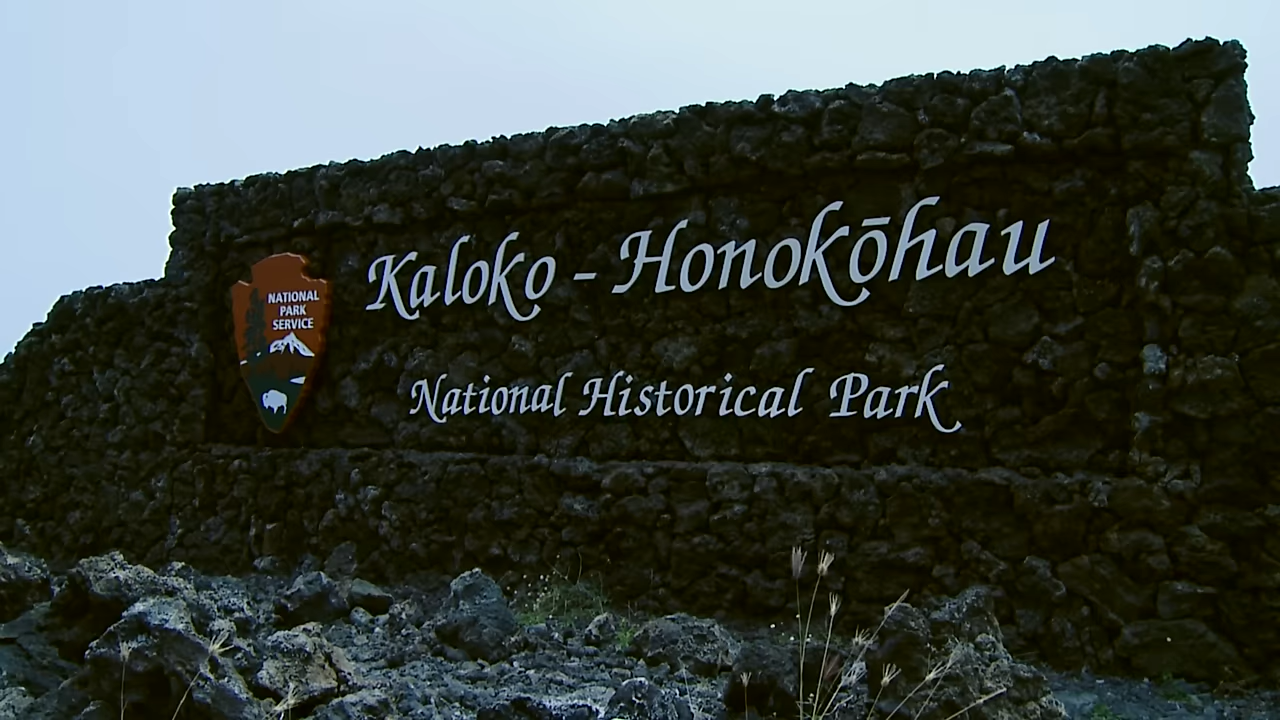 NATIONAL
PARK
SERVICE
Kaloko - Honokōhau
National Historical Park